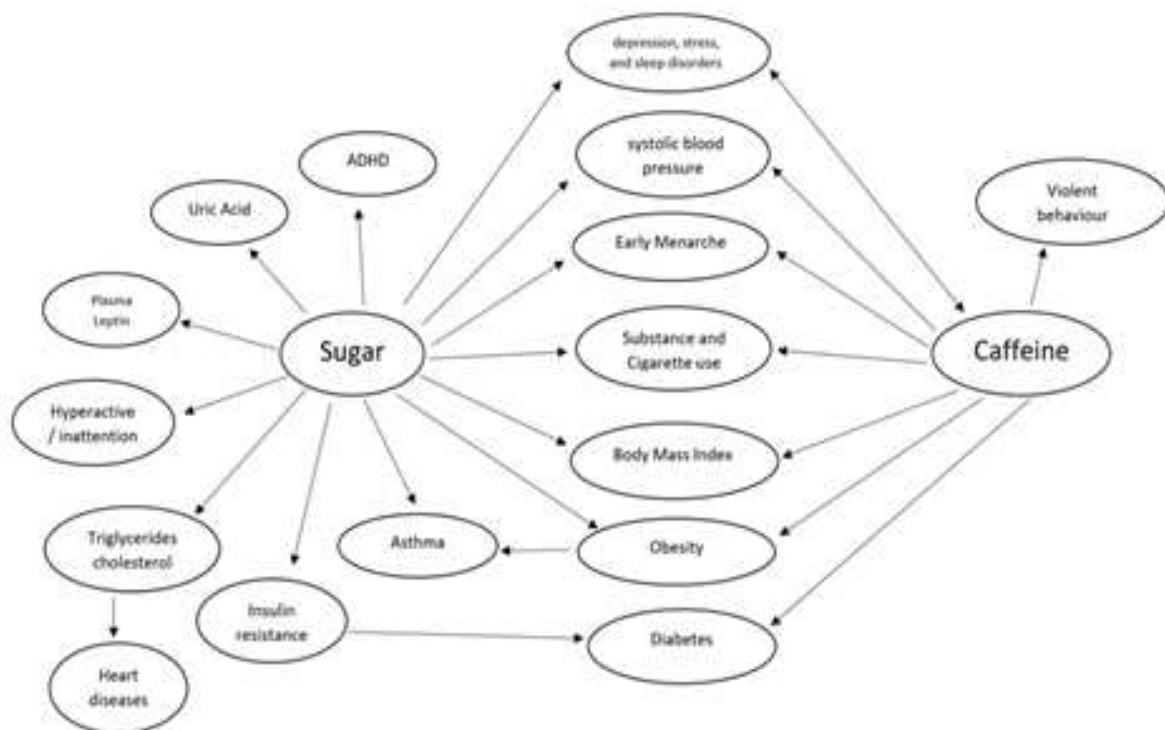 depression, stress,
and sleep disorders
ADHD
systolic blood
pressure
Violent
behaviour
Uric Acid
Early Menarche
Plasma
Leptin
Sugar
Substance and
Cigarette use
Caffeine
Hyperactive
/ inattention
Body Mass Index
Triglycerides
cholesterol
Asthma
Obesity
Insulin
resistance
Diabetes
Heart
diseases